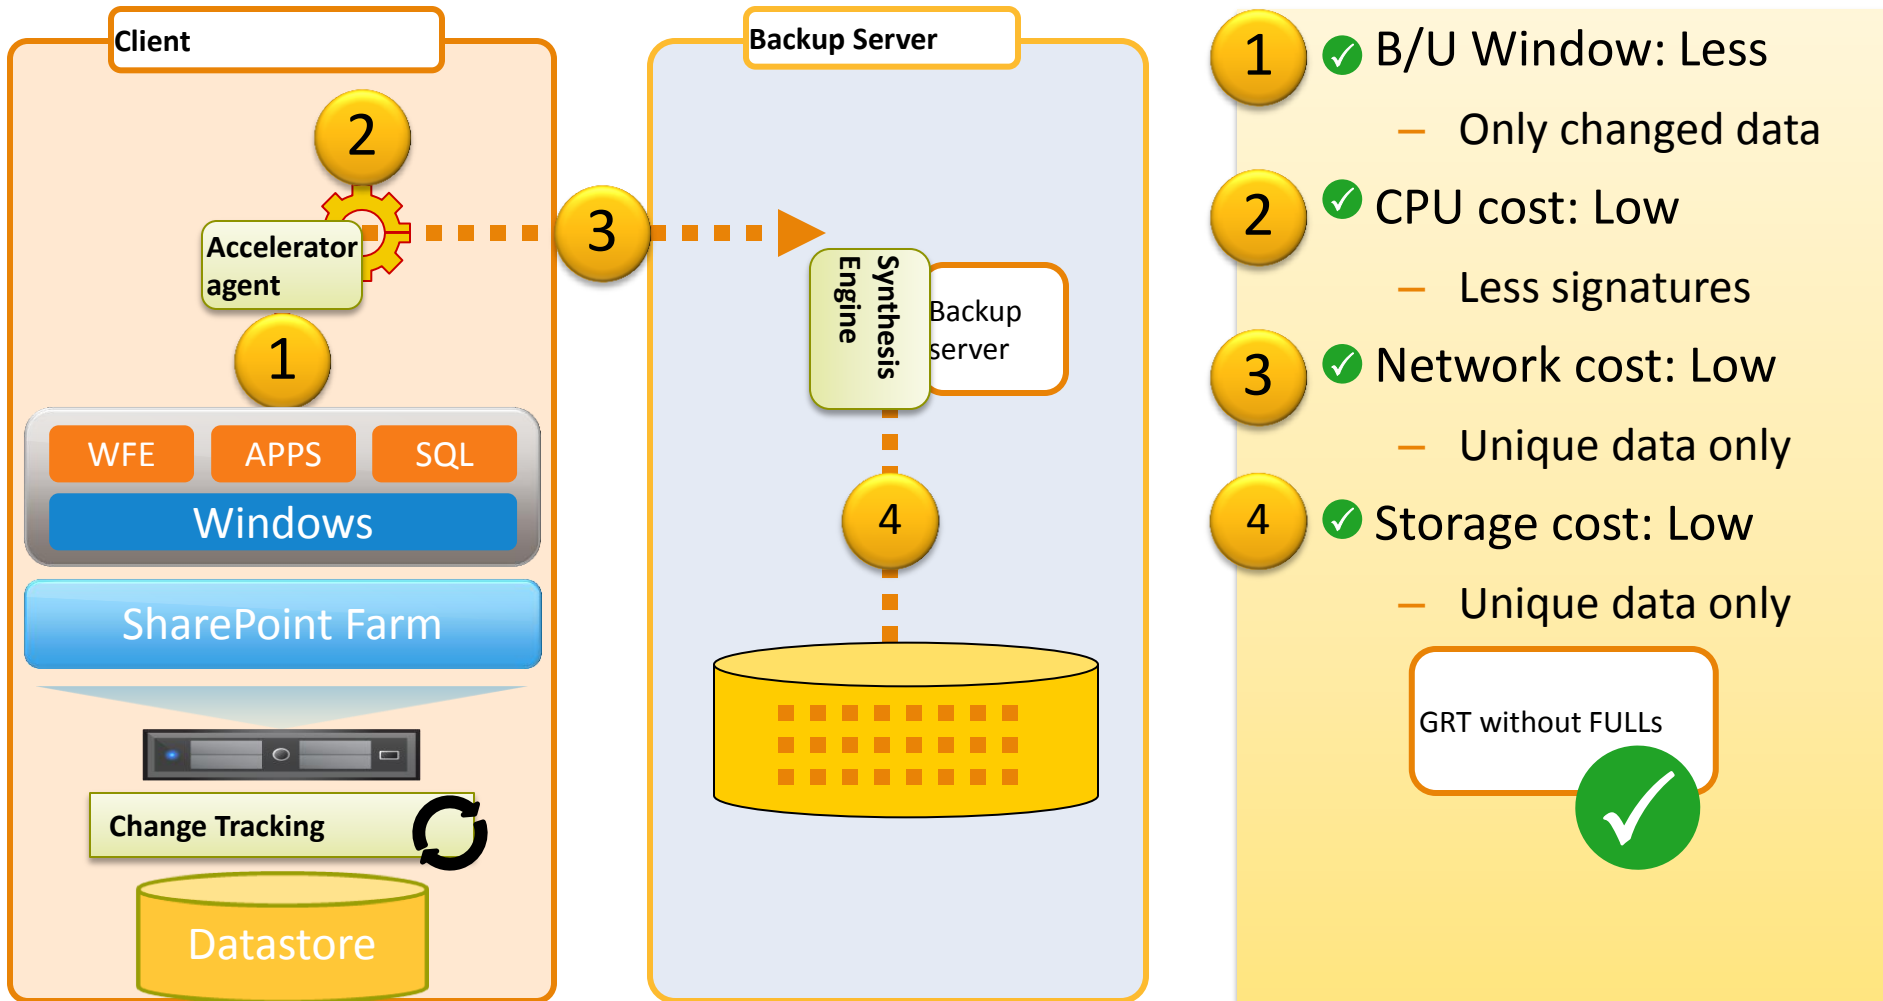 Client
2
Accelerator
agent
1
WFE
APPS
SQL
Windows
SharePoint Farm
Change Tracking
Datastore
3
Backup Server
Synthesis
Engine
Backup
server
4
1
B/U Window: Less
– Only changed data
2
CPU cost: Low
– Less signatures
3
Network cost: Low
– Unique data only
4
Storage cost: Low
– Unique data only
GRT without FULLs